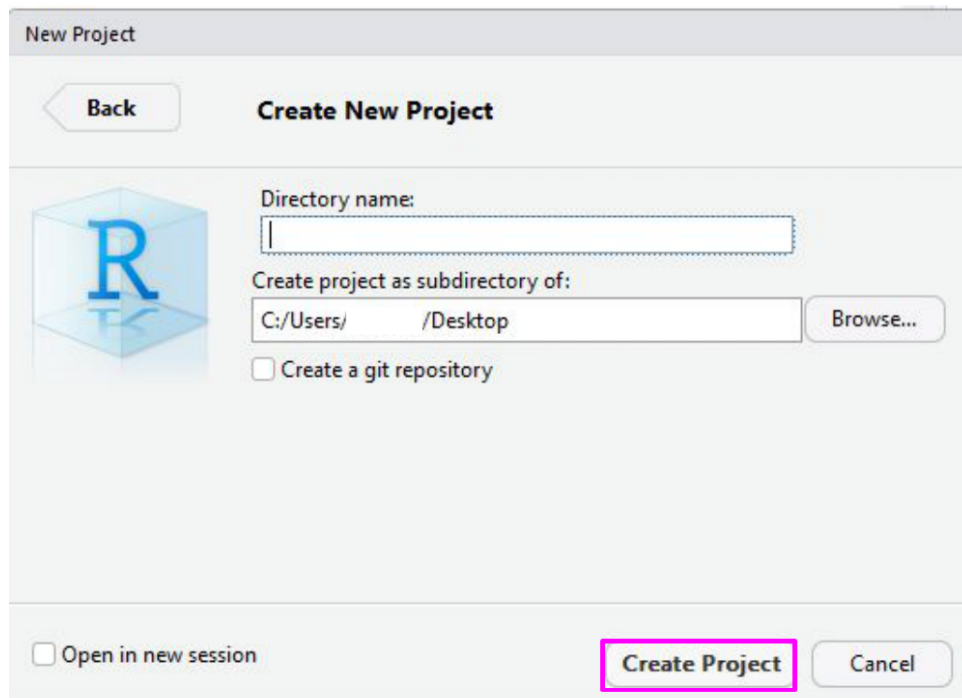 New Project
Back
Create New Project
R
Directory name:
Create project as subdirectory of:
C:/Users/ /Desktop
Browse...
Create a git repository
Open in new session
Create Project
Cancel